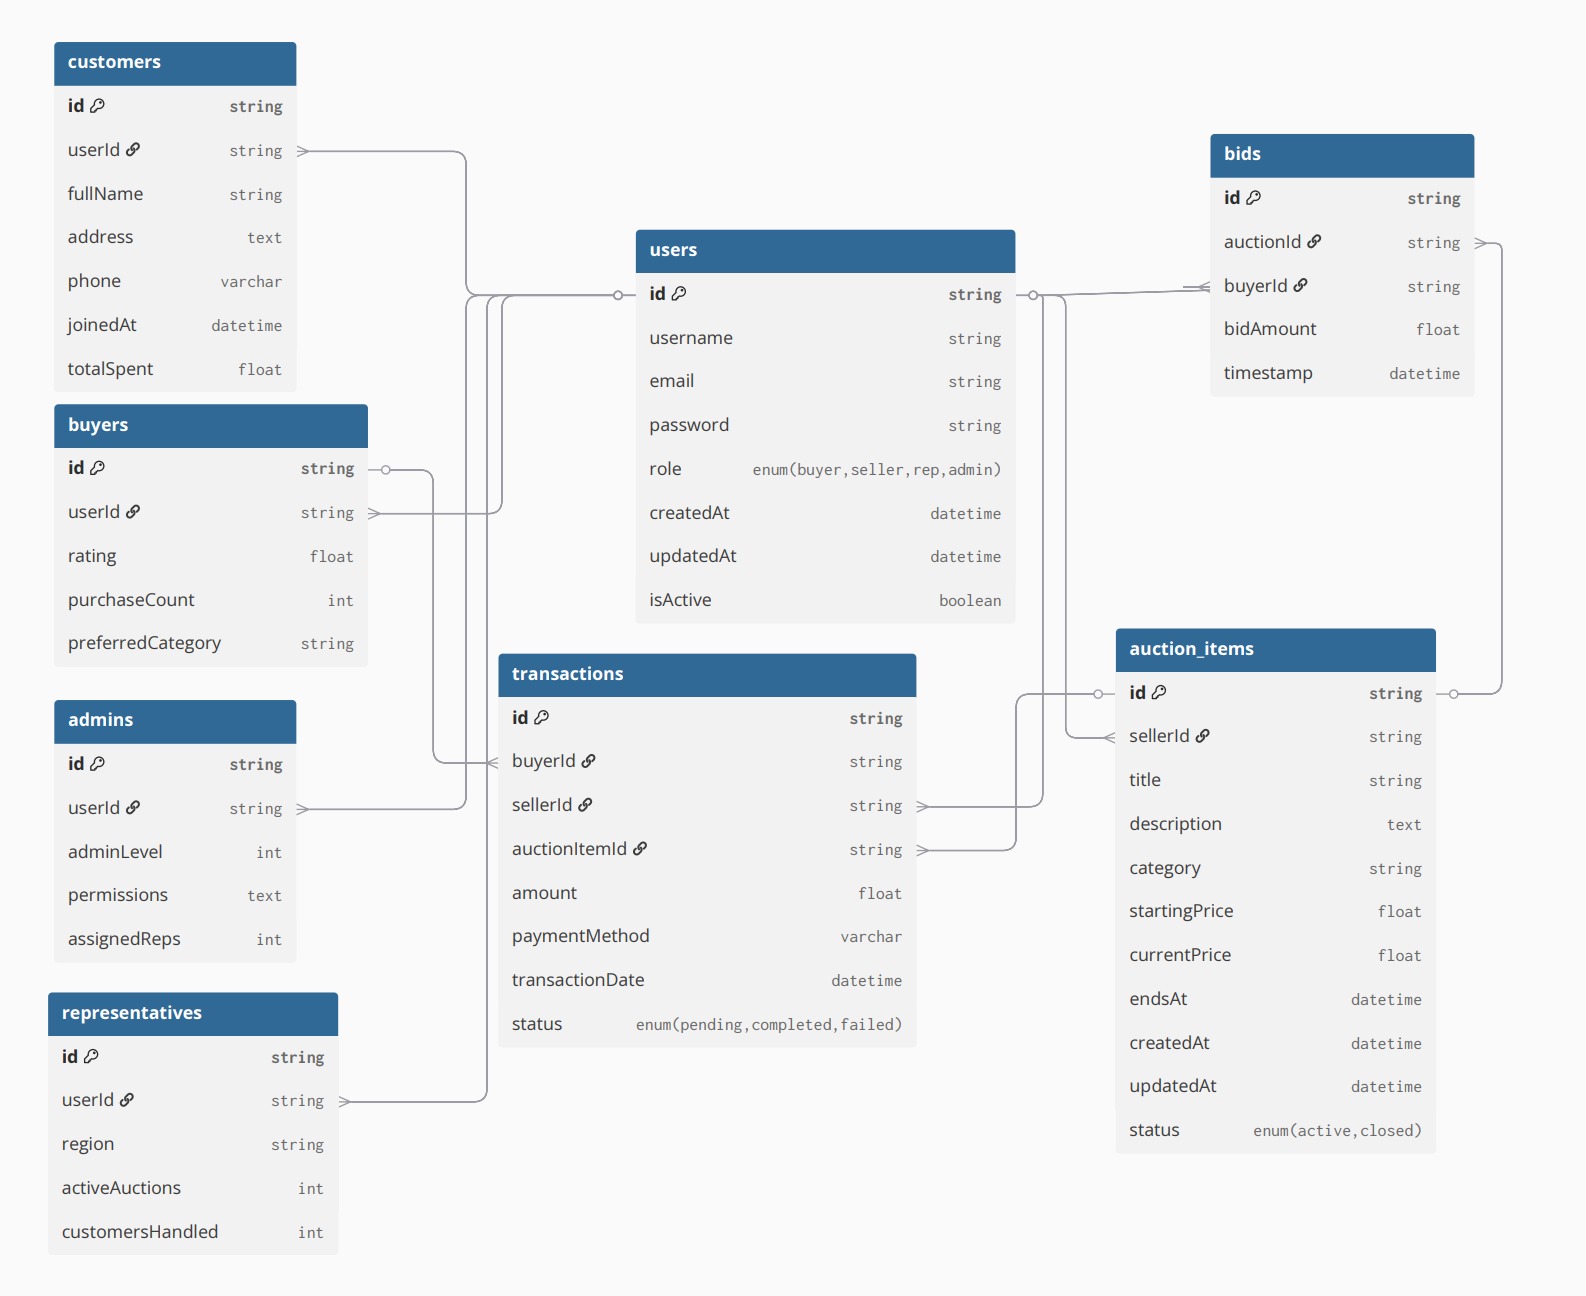 customers
id string
userId string
fullName string
address text
phone varchar
joinedAt datetime
totalSpent float
buyers
id string
userId string
rating float
purchaseCount int
preferredCategory string
admins
id string
userId string
adminLevel int
permissions text
assignedReps int
representatives
id string
userId string
region string
activeAuctions int
customersHandled int
users
id string
username string
email string
password string
role enum(buyer,seller,rep,admin)
createdAt datetime
updatedAt datetime
isActive boolean
transactions
id string
buyerId string
sellerId string
auctionItemId string
amount float
paymentMethod varchar
transactionDate datetime
status enum(pending,completed,failed)
bids
id string
auctionId string
buyerId string
bidAmount float
timestamp datetime
auction_items
id string
sellerId string
title string
description text
category string
startingPrice float
currentPrice float
endsAt datetime
createdAt datetime
updatedAt datetime
status enum(active,closed)